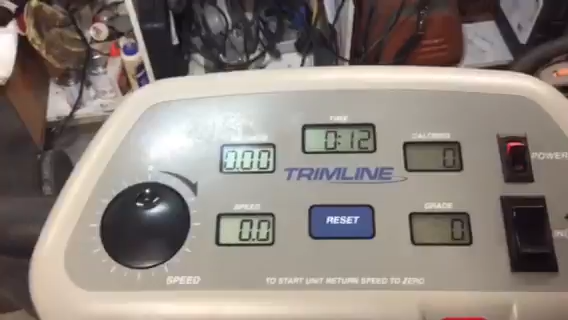 TIME
0:12
0.00
CALORIES
0
POWER
TRIMLINE
SPEED
0.0
RESET
GRADE
0
SPEED
TO START UNIT RETURN SPEED TO ZERO